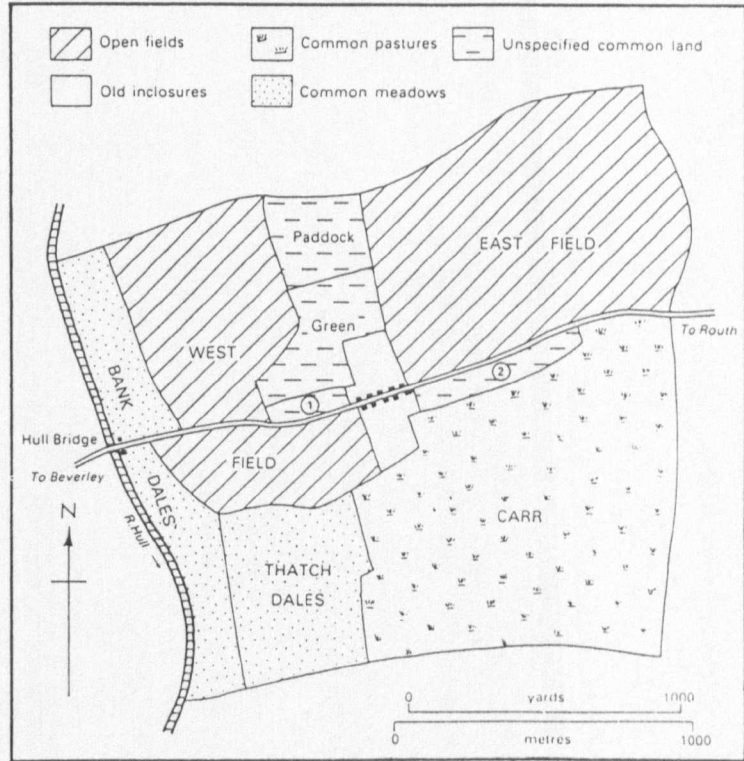 Open fields
Common pastures
Unspecified common land
Old inclosures
Common meadows
Paddock
EAST FIELD
Green
To Routh
WEST
BANK
2
1
Hull Bridge
FIELD
To Beverley
DALES
N
R. Hull
CARR
THATCH
DALES
0 yards 1000
0 metres 1000